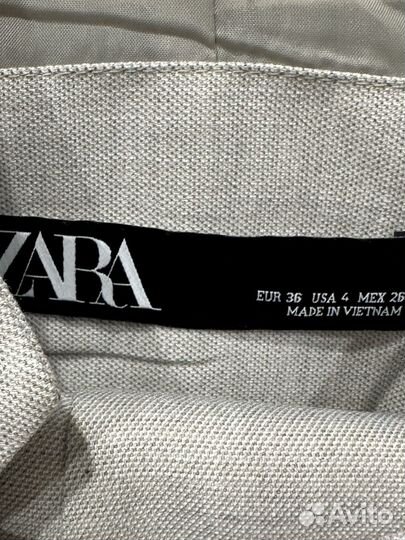 ZARA
EUR 36 USA 4 MEX 26
MADE IN VIETNAM
Avito